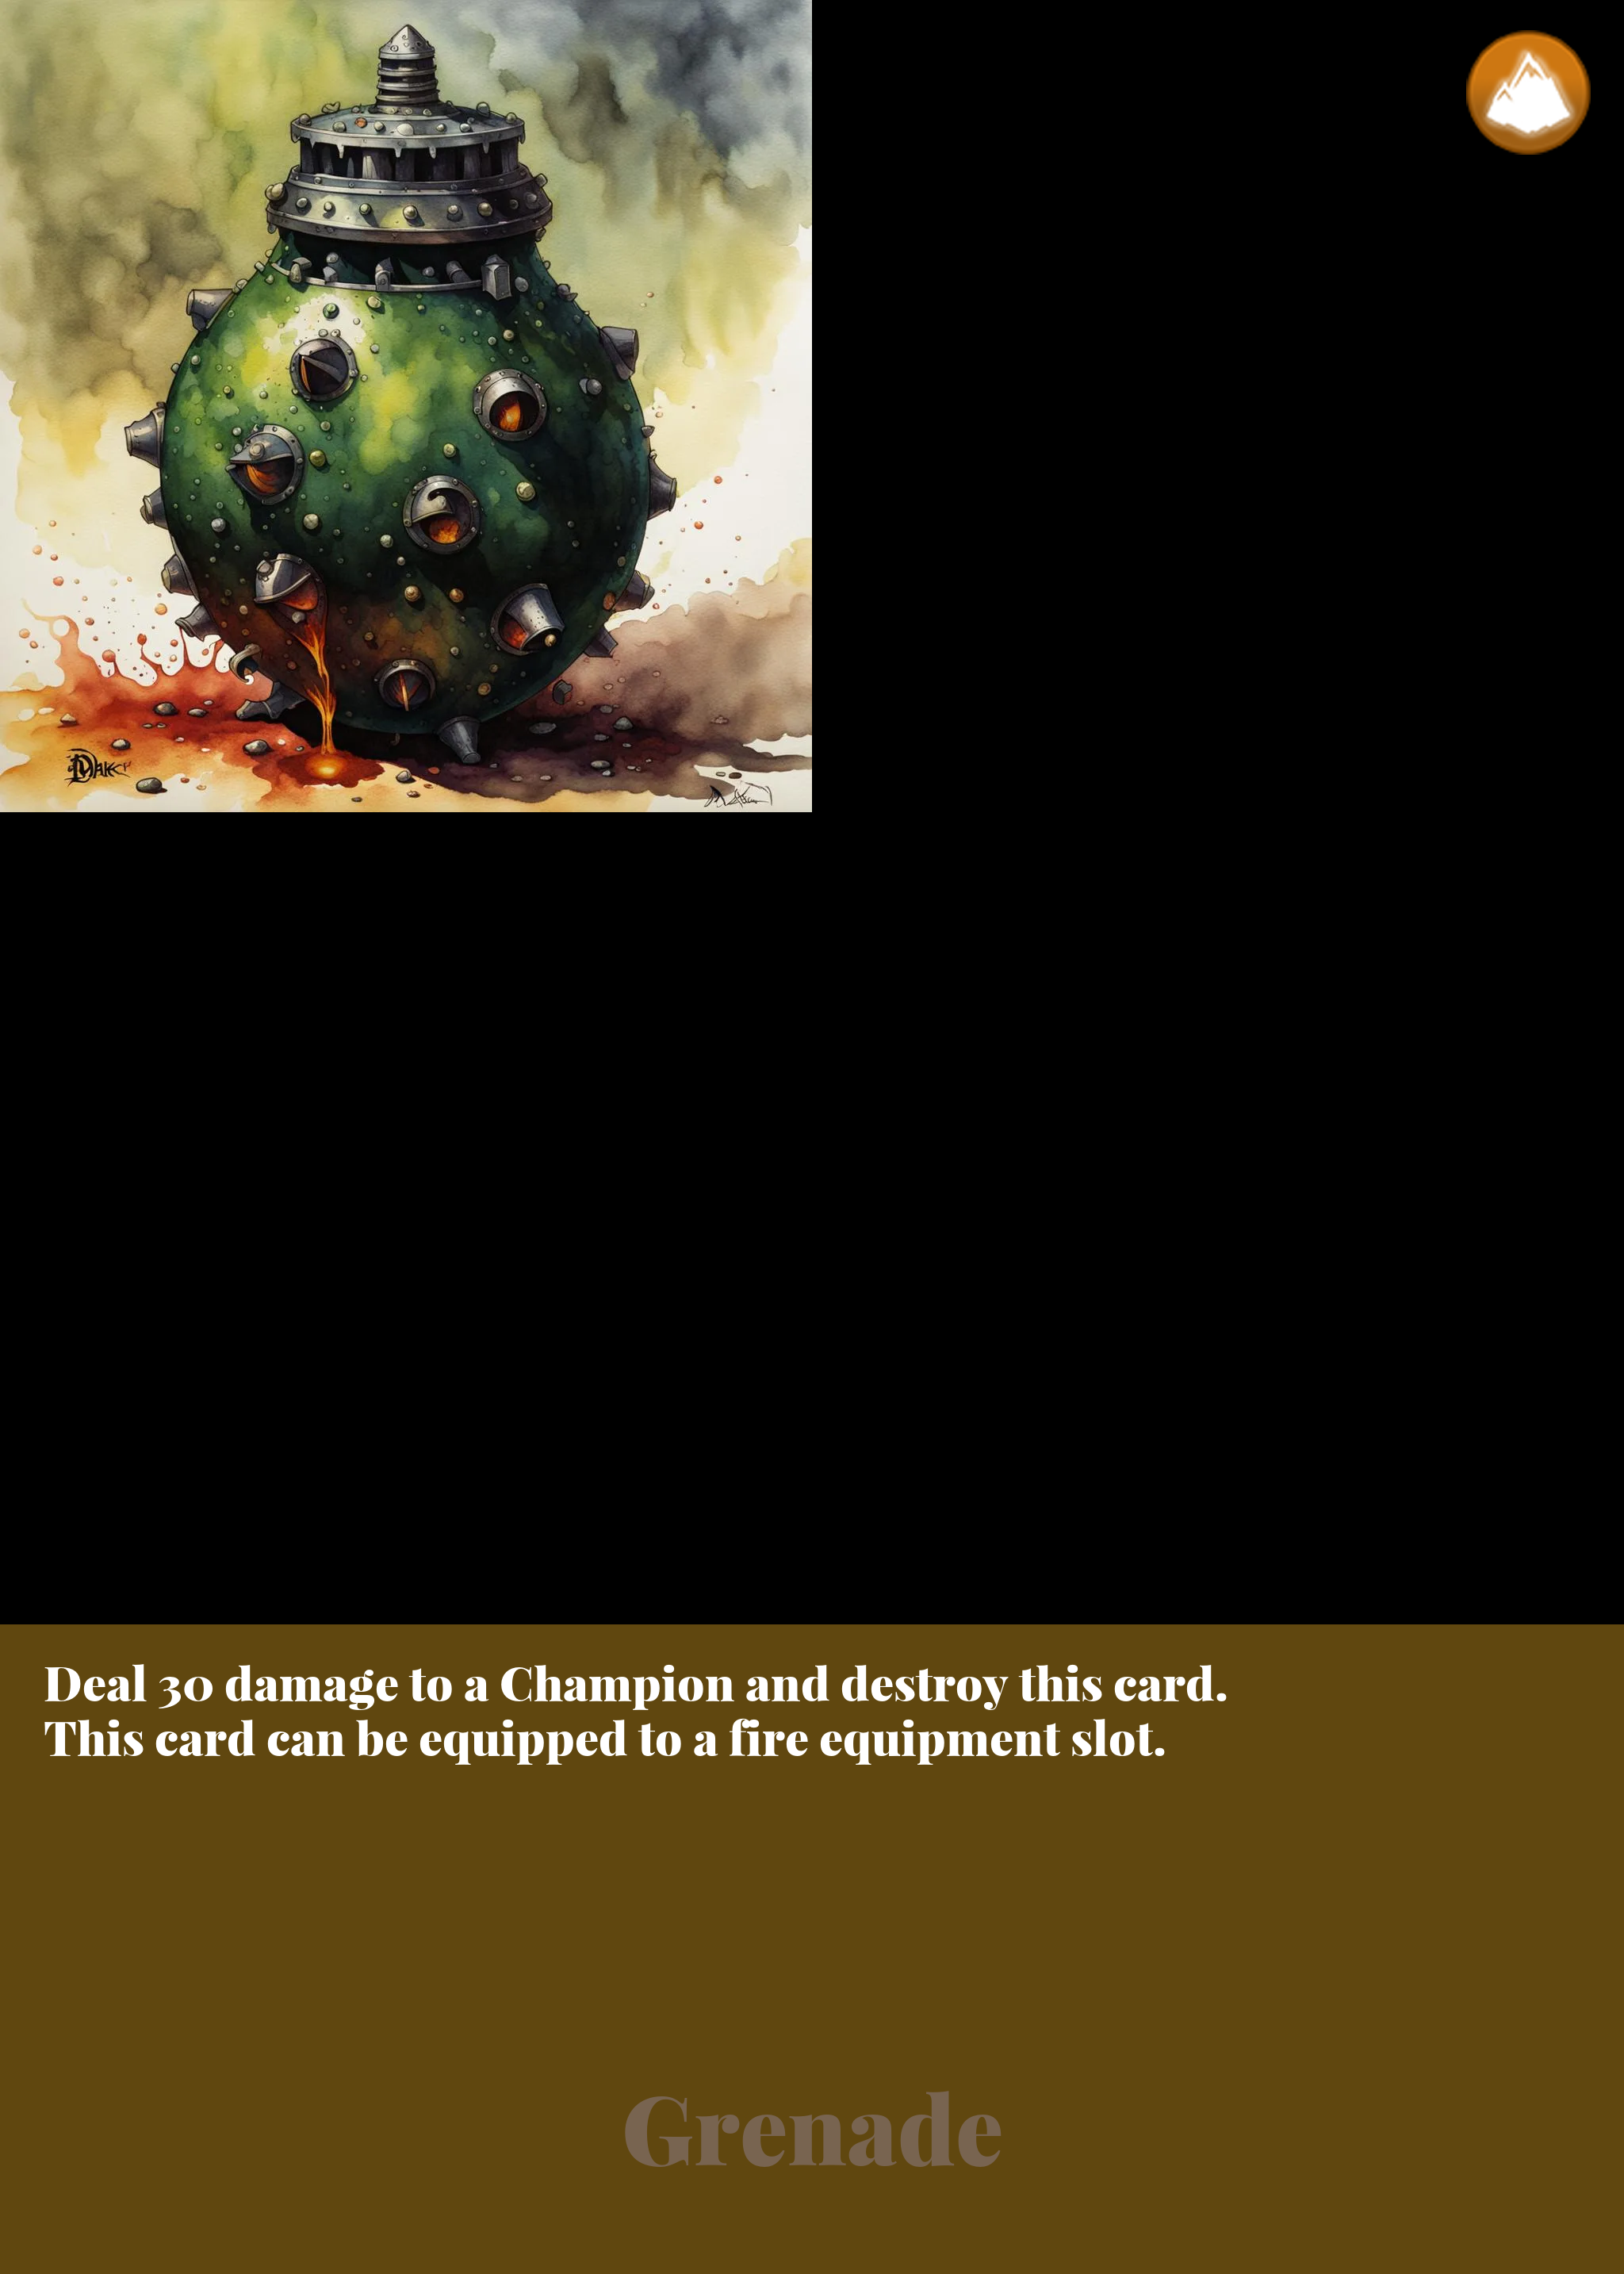 Deal 30 damage to a Champion and destroy this card.
This card can be equipped to a fire equipment slot.
Grenade